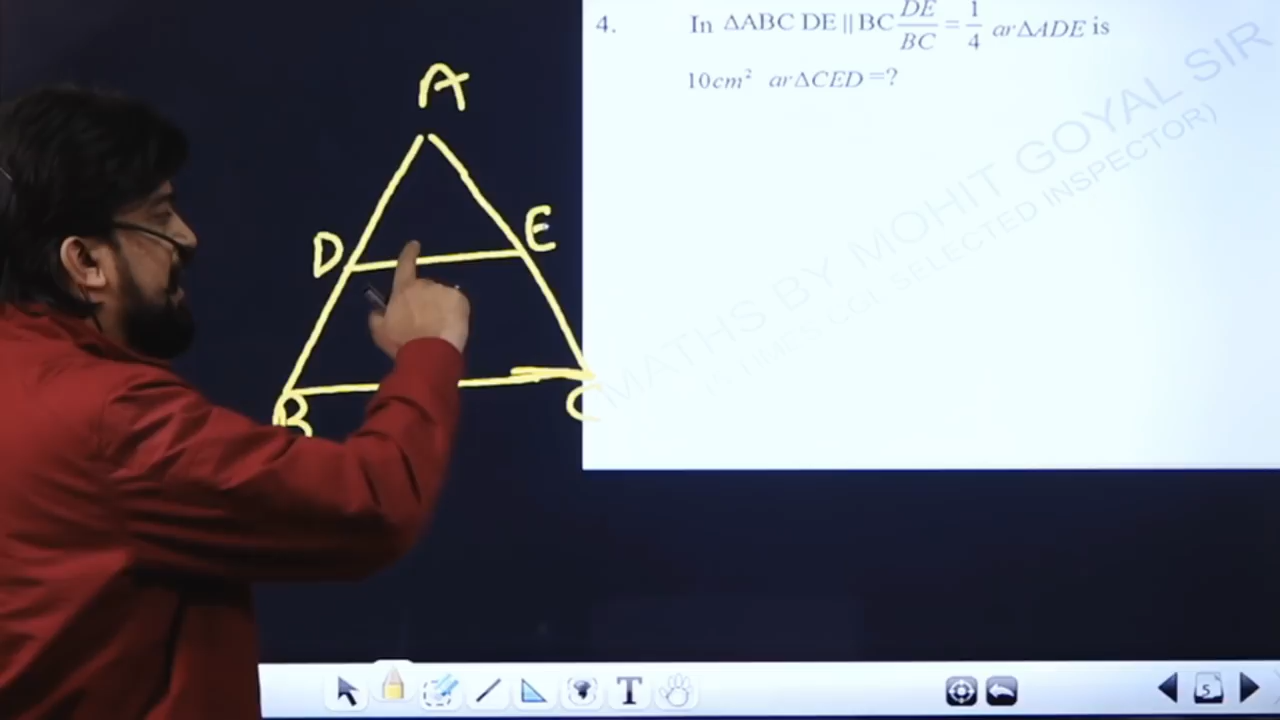 4. In ΔABC DE || BC DE/BC = 1/4 arΔADE is
10cm² arΔCED =?
A
D E
B C
MATHS BY MOHIT GOYAL SIR
SELECTED INSPECTOR)
T
5